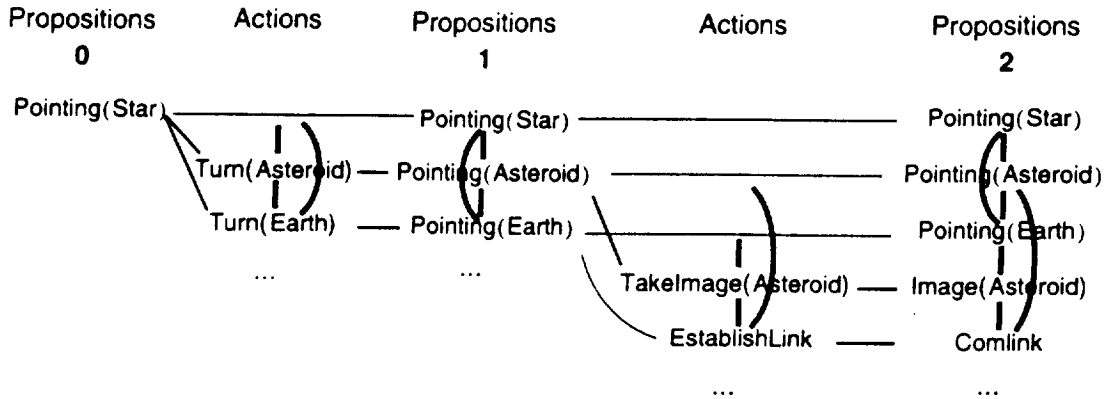 Propositions Actions Propositions Actions Propositions
0 1 2
Pointing(Star) Pointing(Star) Pointing(Star)
Turn(Asteroid) Pointing(Asteroid) Pointing(Asteroid)
Turn(Earth) Pointing(Earth) Pointing(Earth)
... ...
TakeImage(Asteroid) Image(Asteroid)
EstablishLink Comlink
... ...